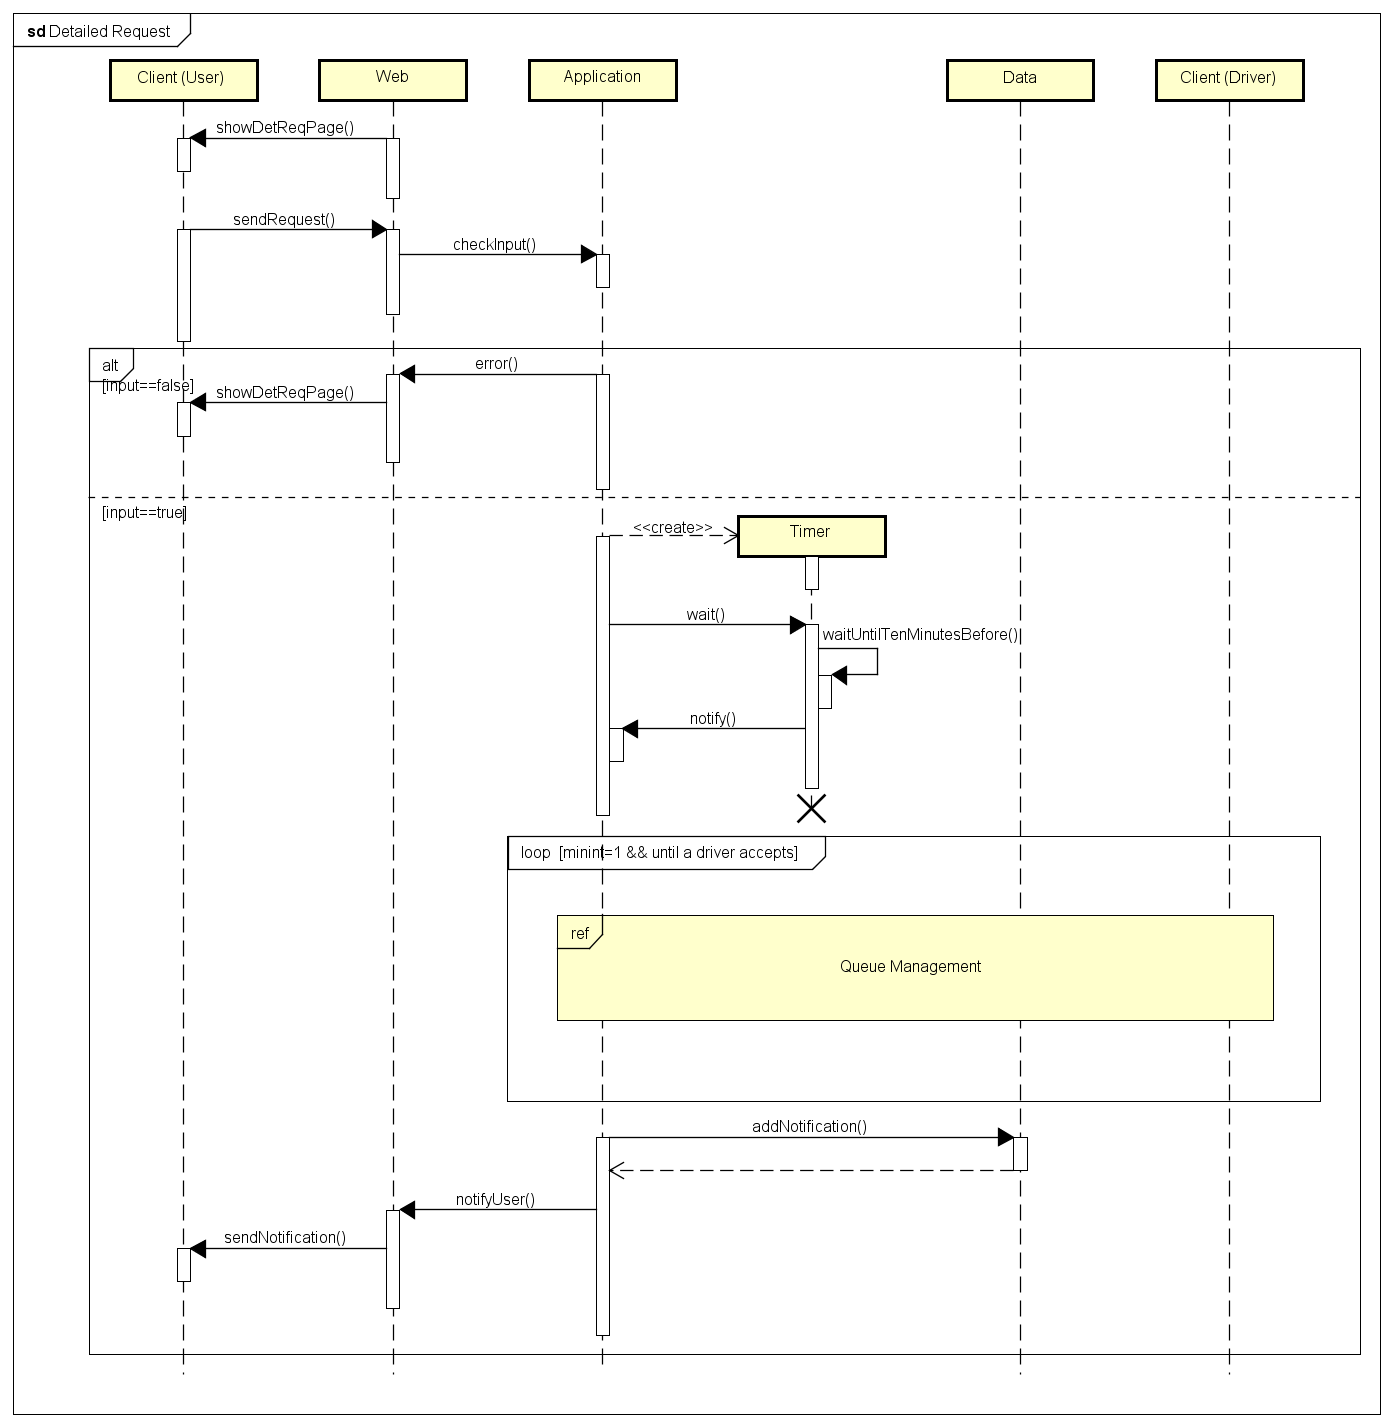 sd Detailed Request
Client (User)
Web
Application
Data
Client (Driver)
showDetReqPage()
sendRequest()
checkInput()
alt
error()
[input==false]
showDetReqPage()
[input==true]
<<create>>
Timer
wait()
waitUntilTenMinutesBefore()
notify()
loop [minint=1 && until a driver accepts]
ref
Queue Management
addNotification()
notifyUser()
sendNotification()